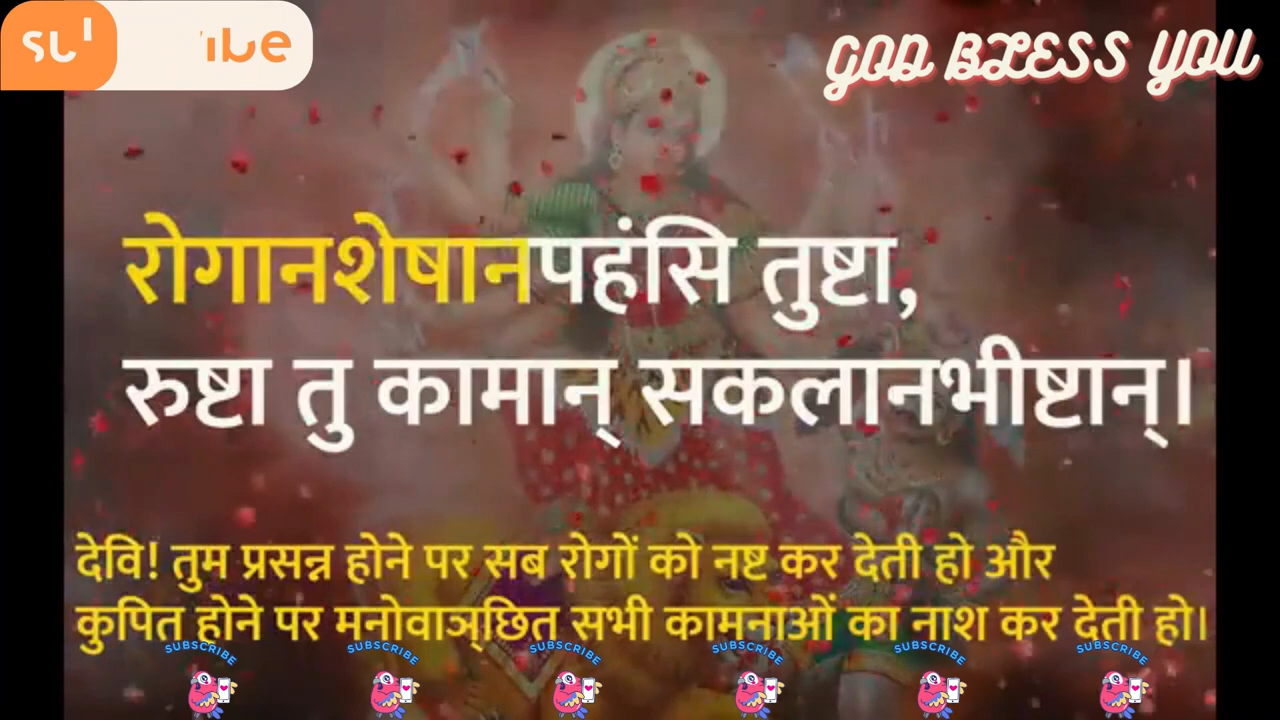 GOD BLESS YOU
रोगानशेषानपहंसि तुष्टा,
रुष्टा तु कामान् सकलानभीष्टान्।
देवि! तुम प्रसन्न होने पर सब रोगों को नष्ट कर देती हो और
कुपित होने पर मनोवाञ्छित सभी कामनाओं का नाश कर देती हो।
SUBSCRIBE SUBSCRIBE SUBSCRIBE SUBSCRIBE SUBSCRIBE SUBSCRIBE